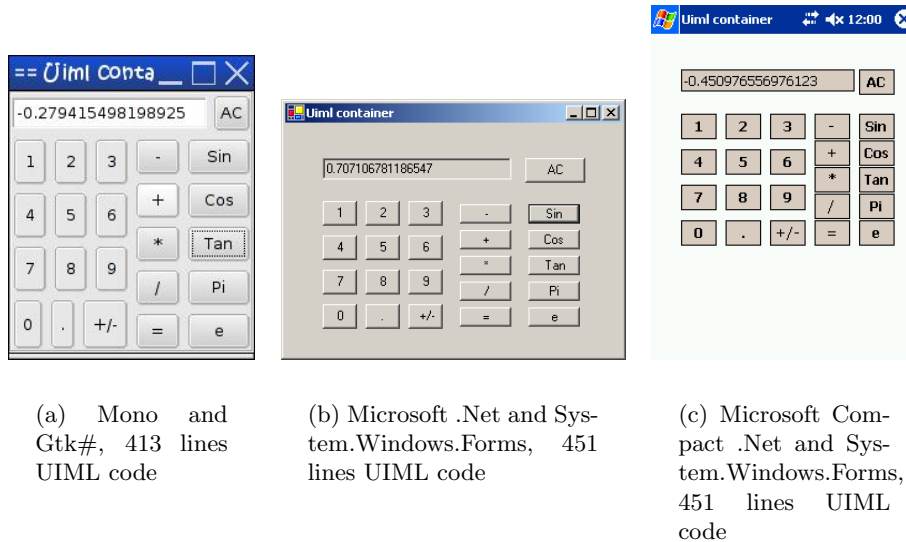 == Uiml Conta
-0.279415498198925 AC
1 2 3 - Sin
+ Cos
4 5 6
* Tan
7 8 9
/ Pi
0 . +/- = e
Uiml container
0.707106781186547 AC
1 2 3 - Sin
4 5 6 + Cos
* Tan
7 8 9 / Pi
0 . +/- = e
Uiml container 12:00
-0.450976556976123 AC
1 2 3 - Sin
4 5 6 + Cos
* Tan
7 8 9 / Pi
0 . +/- = e
(a) Mono and
Gtk#, 413 lines
UIML code
(b) Microsoft .Net and Sys-
tem.Windows.Forms, 451
lines UIML code
(c) Microsoft Com-
pact .Net and Sys-
tem.Windows.Forms,
451 lines UIML
code